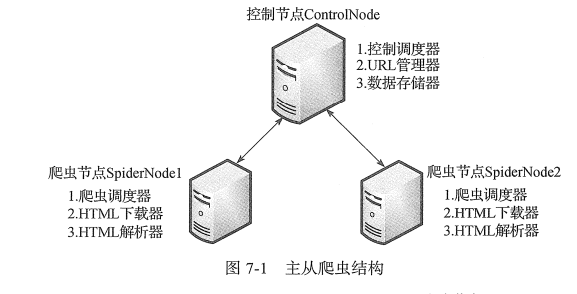 控制节点ControlNode
1.控制调度器
2.URL管理器
3.数据存储器
爬虫节点SpiderNode1
1.爬虫调度器
2.HTML下载器
3.HTML解析器
爬虫节点SpiderNode2
1.爬虫调度器
2.HTML下载器
3.HTML解析器
图 7-1 主从爬虫结构